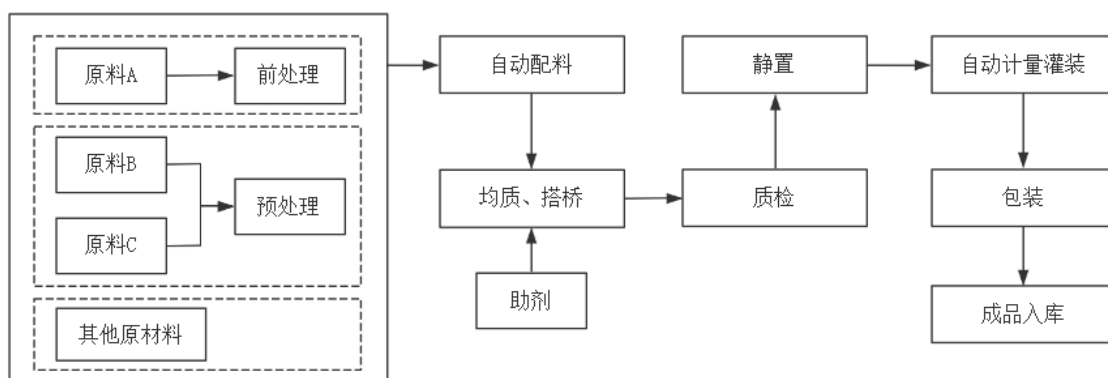 原料A
前处理
原料B
原料C
预处理
其他原材料
自动配料
均质、搭桥
助剂
静置
质检
自动计量灌装
包装
成品入库